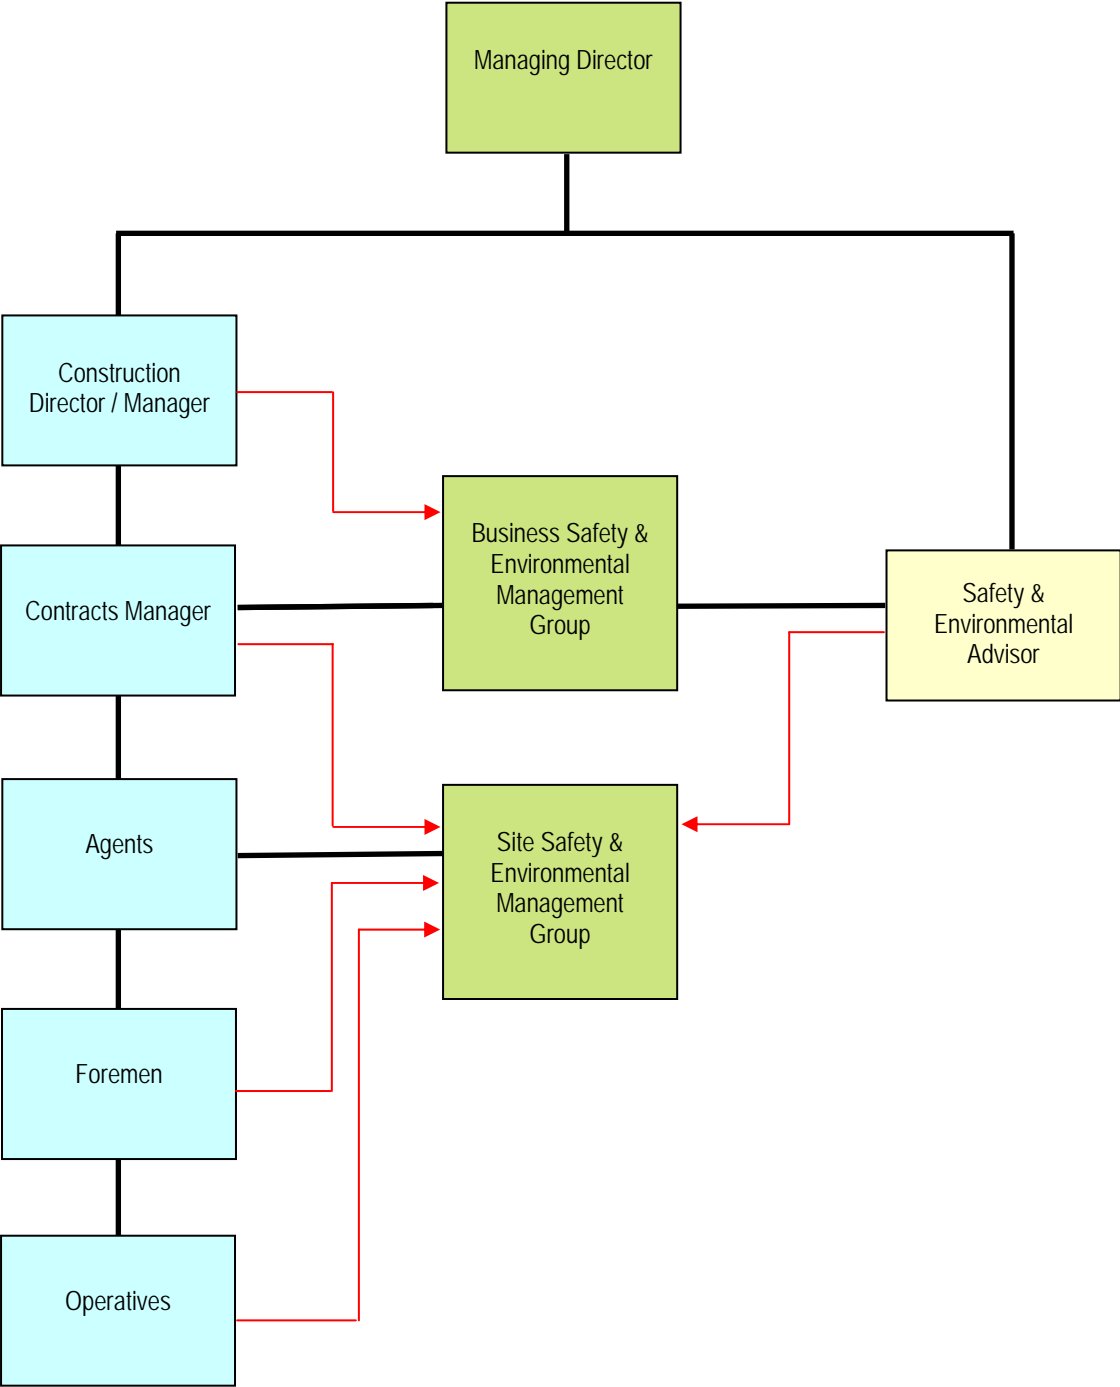 Managing Director
Construction
Director / Manager
Business Safety &
Environmental
Management
Group
Contracts Manager
Safety &
Environmental
Advisor
Agents
Site Safety &
Environmental
Management
Group
Foremen
Operatives